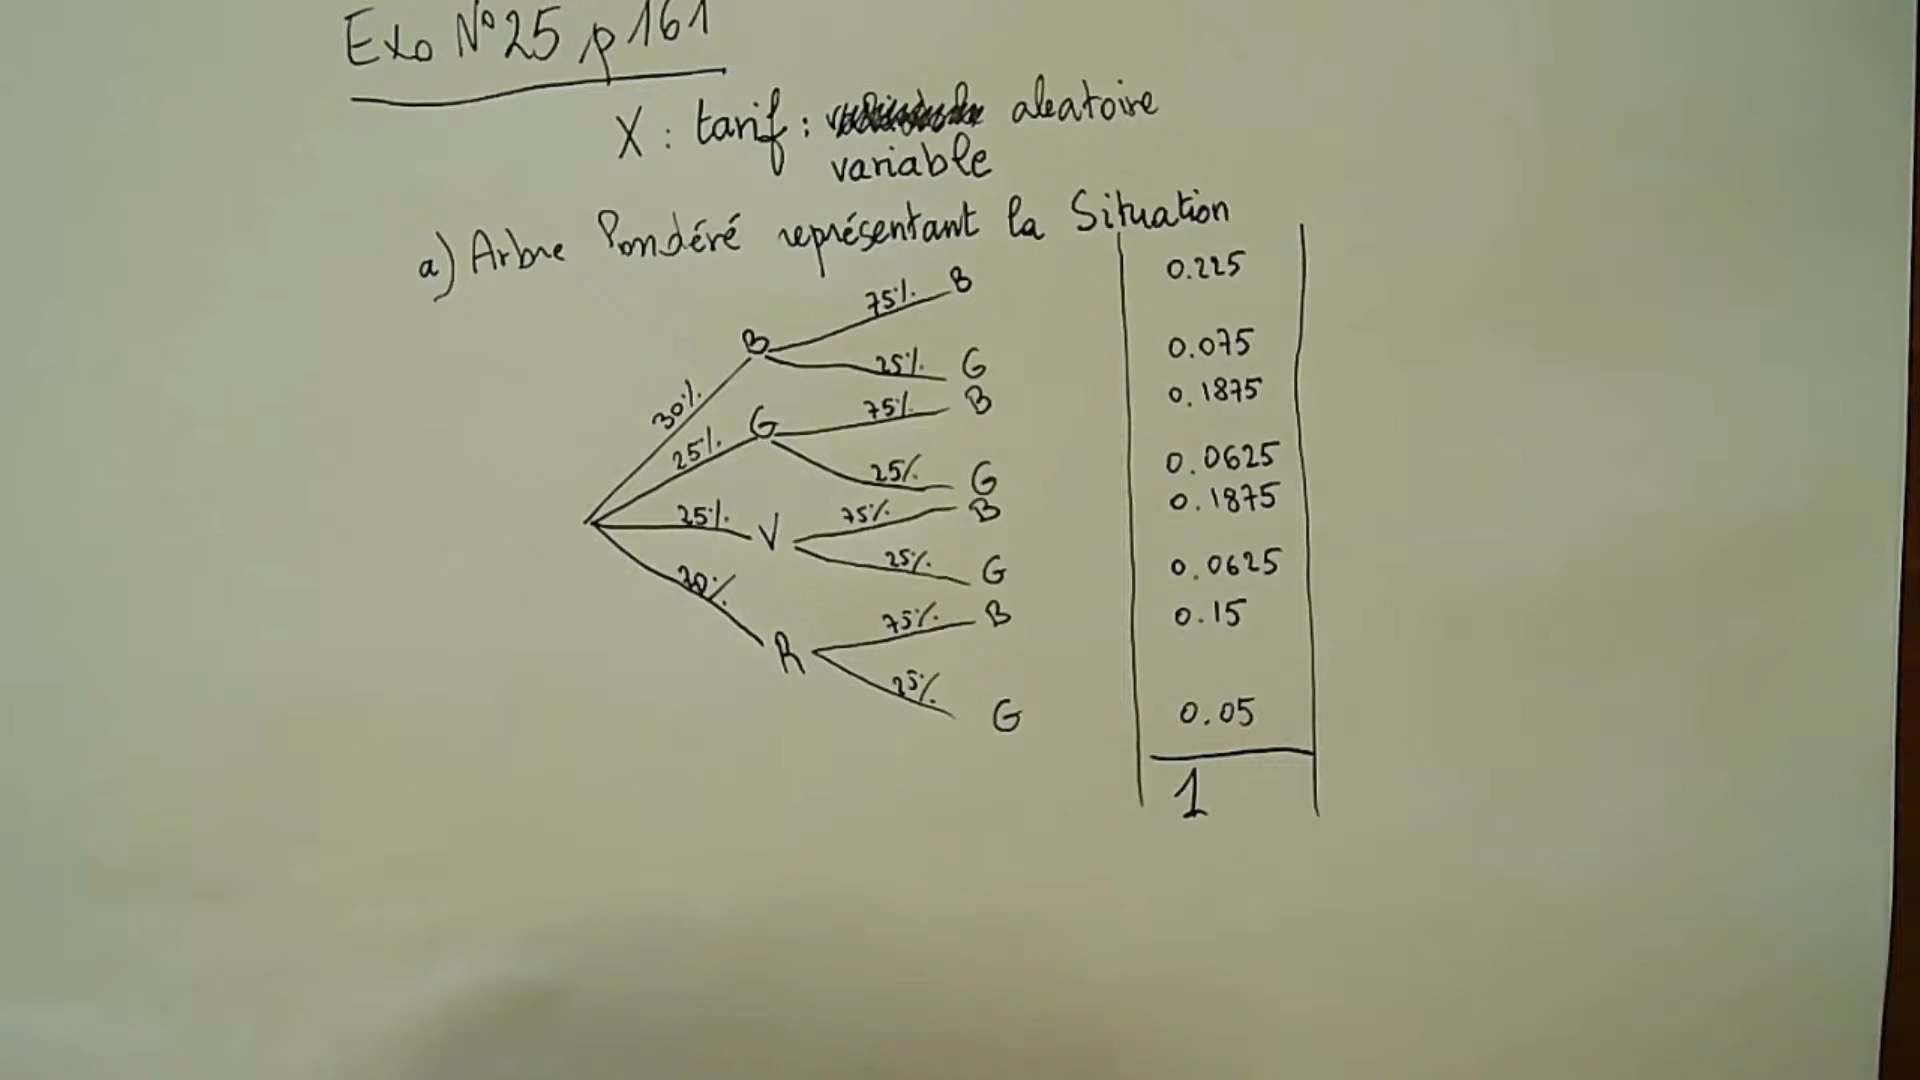 Exo N°25 p 161
X : tarif : aleatoire
variable
a) Arbre Pondéré représentant la Situation
75% B 0.225
B
30% 25% G 0.075
75% B 0.1875
G
25% 25% G 0.0625
25% V 75% B 0.1875
25% G 0.0625
20% 75% B 0.15
R
25% G 0.05
1